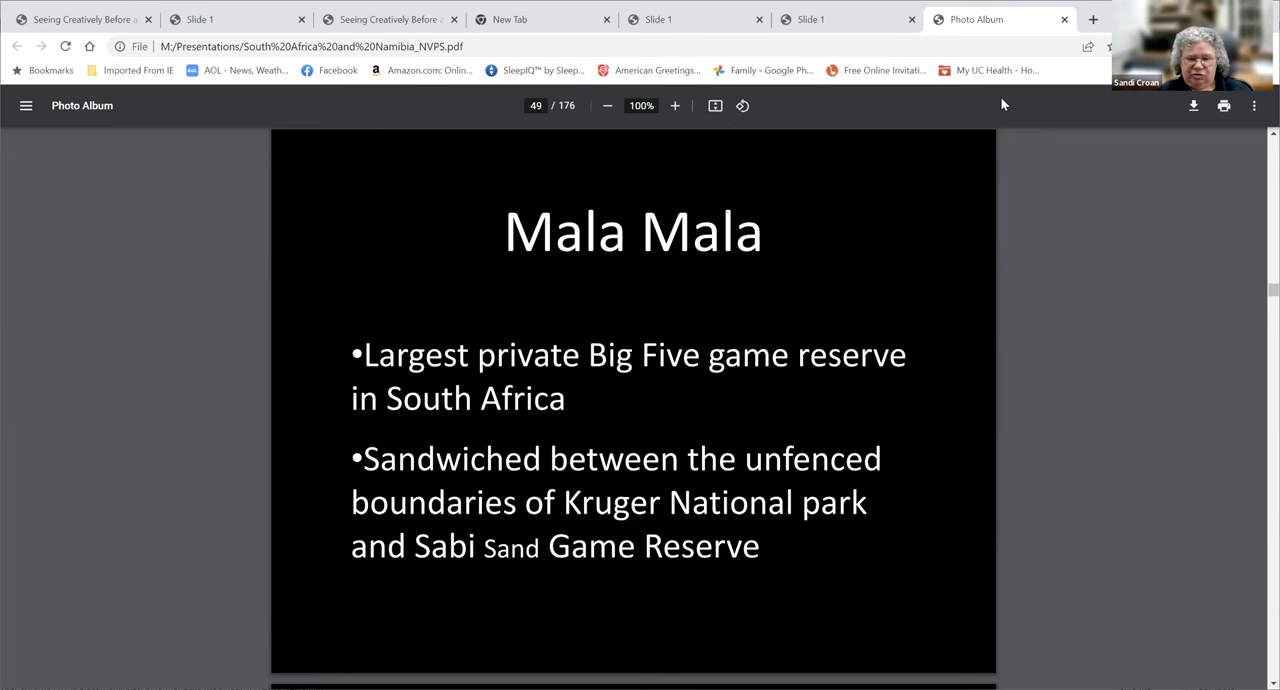 Seeing Creatively Before a
Slide 1
Seeing Creatively Before a
New Tab
Slide 1
Slide 1
Photo Album
File
M:/Presentations/South%20Africa%20and%20Namibia_NVPS.pdf
Bookmarks
Imported From IE
AOL - News, Weath...
Facebook
Amazon.com: Onlin...
SleepIQ™ by Sleep...
American Greetings...
Family - Google Ph...
Free Online Invitati...
My UC Health - Ho...
Sandi Croan
Photo Album
49 / 176
100%
Mala Mala
•Largest private Big Five game reserve
in South Africa
•Sandwiched between the unfenced
boundaries of Kruger National park
and Sabi Sand Game Reserve